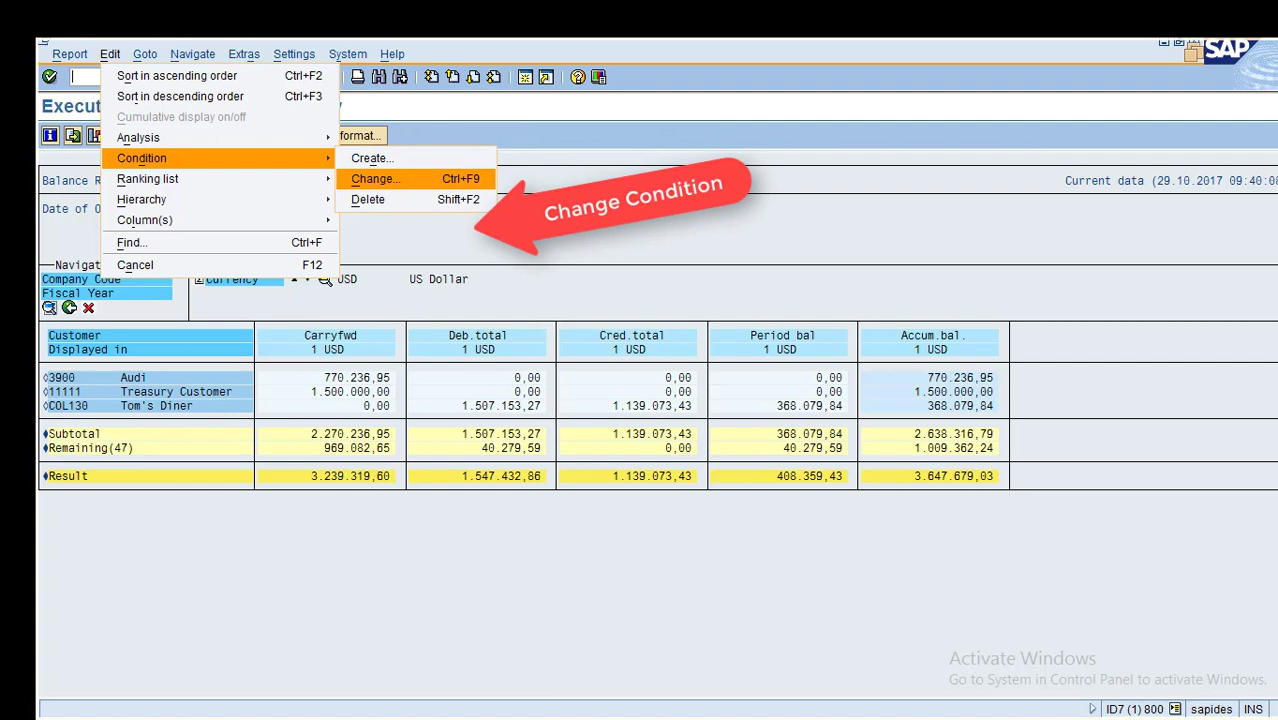 Report Edit Goto Navigate Extras Settings System Help
SAP
Sort in ascending order Ctrl+F2
Sort in descending order Ctrl+F3
Execut
Cumulative display on/off
Analysis
format...
Condition
Create...
Ranking list
Change... Ctrl+F9
Hierarchy
Delete Shift+F2
Column(s)
Find... Ctrl+F
Cancel F12
Change Condition
Balance R
Current data (29.10.2017 09:40:0
Date of O
Navigat
Company Code
Currency USD US Dollar
Fiscal Year
Customer Carryfwd Deb.total Cred.total Period bal Accum.bal.
Displayed in 1 USD 1 USD 1 USD 1 USD 1 USD
3900 Audi 770.236,95 0,00 0,00 0,00 770.236,95
11111 Treasury Customer 1.500.000,00 0,00 0,00 0,00 1.500.000,00
COL130 Tom's Diner 0,00 1.507.153,27 1.139.073,43 368.079,84 368.079,84
Subtotal 2.270.236,95 1.507.153,27 1.139.073,43 368.079,84 2.638.316,79
Remaining(47) 969.082,65 40.279,59 0,00 40.279,59 1.009.362,24
Result 3.239.319,60 1.547.432,86 1.139.073,43 408.359,43 3.647.679,03
Activate Windows
Go to System in Control Panel to activate Windows.
ID7 (1) 800 sapides INS